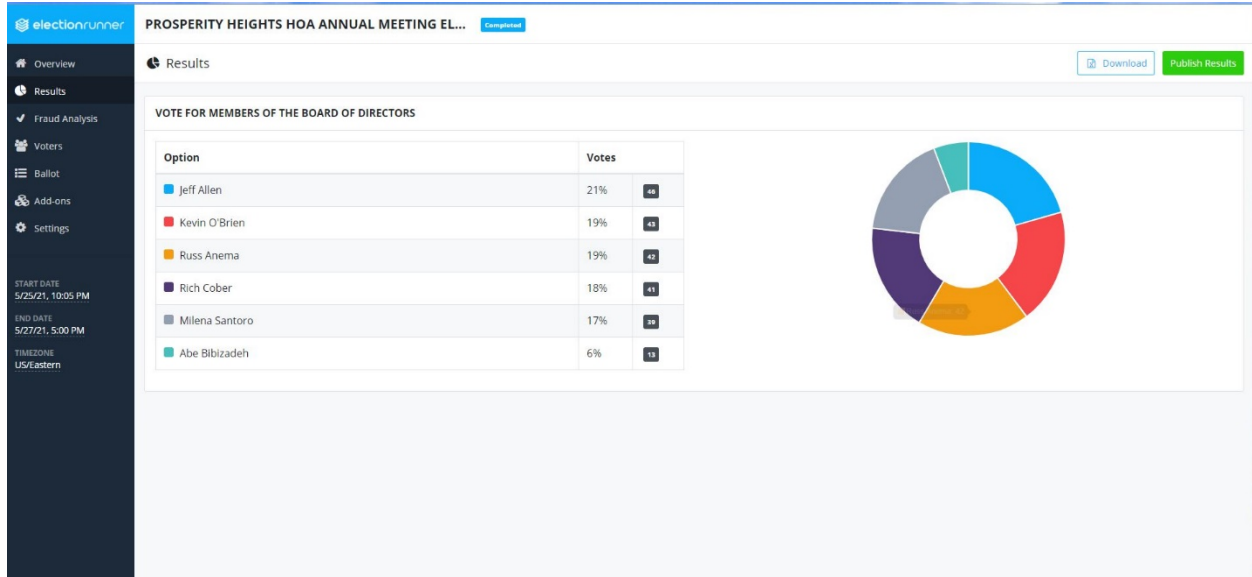 electionrunner
PROSPERITY HEIGHTS HOA ANNUAL MEETING EL...
Completed
Overview
Results
Fraud Analysis
Voters
Ballot
Add-ons
Settings
START DATE
5/25/21, 10:05 PM
END DATE
5/27/21, 5:00 PM
TIMEZONE
US/Eastern
Results
Download
Publish Results
VOTE FOR MEMBERS OF THE BOARD OF DIRECTORS
Option Votes
Jeff Allen 21%
Kevin O'Brien 19% 43
Russ Anema 19% 42
Rich Cober 18% 41
Milena Santoro 17% 39
Abe Bibizadeh 6% 13